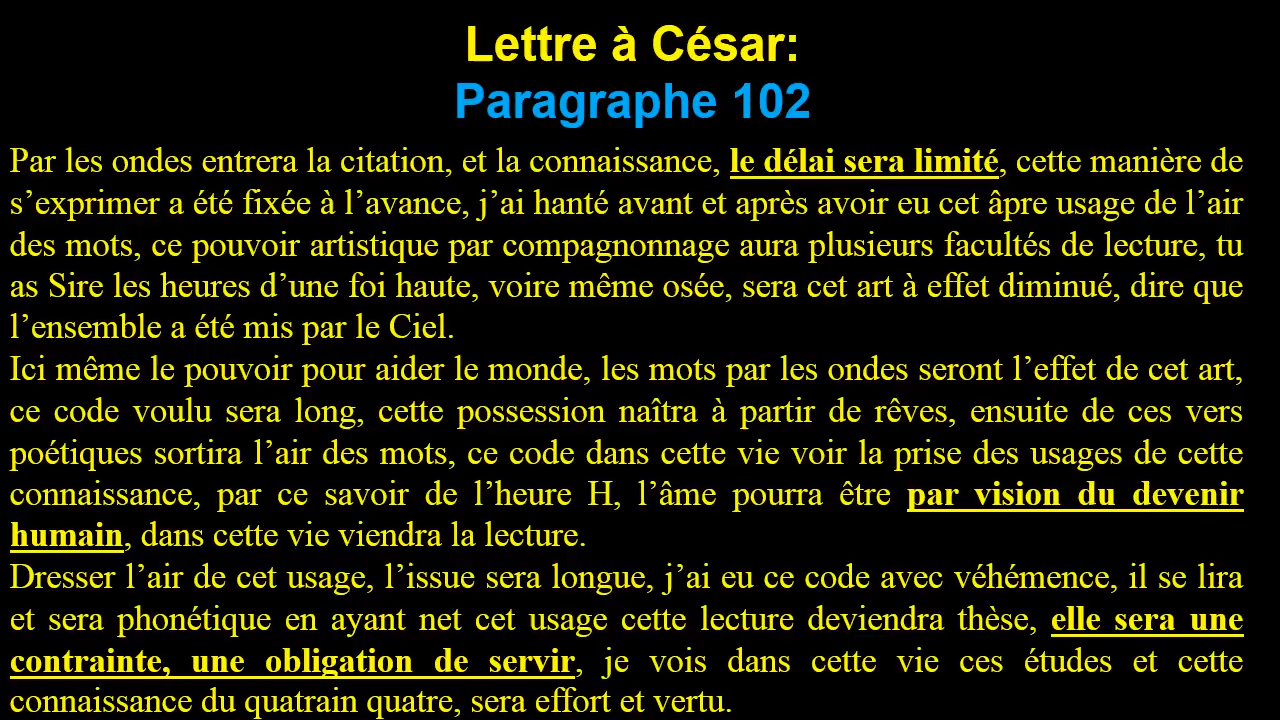 Lettre à César:
Paragraphe 102
Par les ondes entrera la citation, et la connaissance, le délai sera limité, cette manière de
s’exprimer a été fixée à l’avance, j’ai hanté avant et après avoir eu cet âpre usage de l’air
des mots, ce pouvoir artistique par compagnonnage aura plusieurs facultés de lecture, tu
as Sire les heures d’une foi haute, voire même osée, sera cet art à effet diminué, dire que
l’ensemble a été mis par le Ciel.
Ici même le pouvoir pour aider le monde, les mots par les ondes seront l’effet de cet art,
ce code voulu sera long, cette possession naîtra à partir de rêves, ensuite de ces vers
poétiques sortira l’air des mots, ce code dans cette vie voir la prise des usages de cette
connaissance, par ce savoir de l’heure H, l’âme pourra être par vision du devenir
humain, dans cette vie viendra la lecture.
Dresser l’air de cet usage, l’issue sera longue, j’ai eu ce code avec véhémence, il se lira
et sera phonétique en ayant net cet usage cette lecture deviendra thèse, elle sera une
contrainte, une obligation de servir, je vois dans cette vie ces études et cette
connaissance du quatrain quatre, sera effort et vertu.